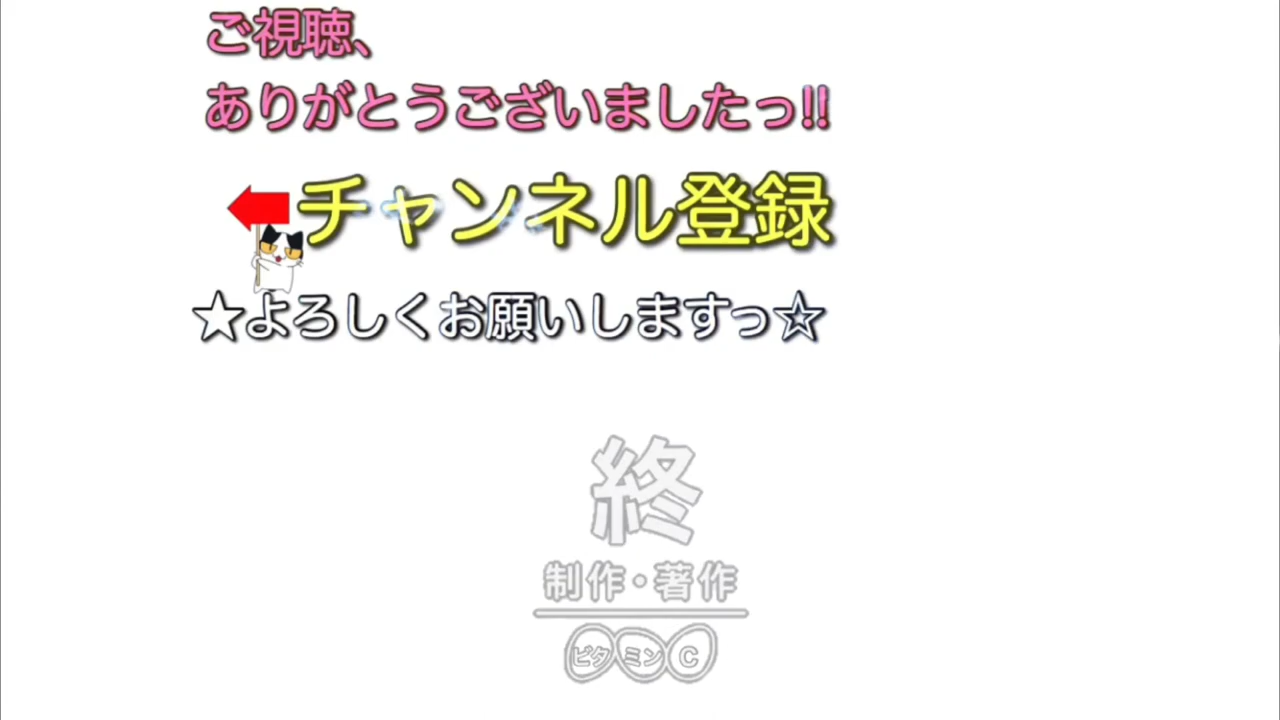 ご視聴、
ありがとうございましたっ!!
チャンネル登録
★よろしくお願いしますっ☆
終
制作・著作
ビタミンC